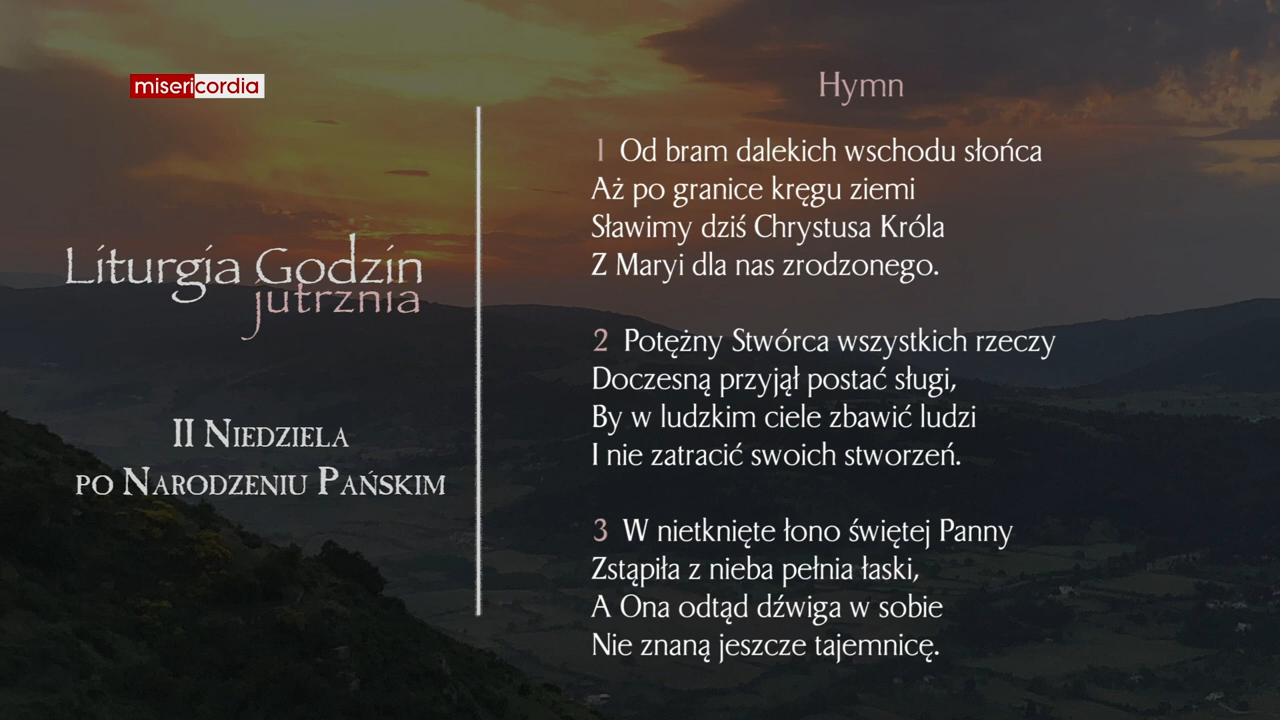 misericordia
Liturgia Godzin
jutrznia
II Niedziela
po Narodzeniu Pańskim
Hymn
1 Od bram dalekich wschodu słońca
Aż po granice kręgu ziemi
Sławimy dziś Chrystusa Króla
Z Maryi dla nas zrodzonego.
2 Potężny Stwórca wszystkich rzeczy
Doczesną przyjął postać sługi,
By w ludzkim ciele zbawić ludzi
I nie zatracić swoich stworzeń.
3 W nietknięte łono świętej Panny
Zstąpiła z nieba pełnia łaski,
A Ona odtąd dźwiga w sobie
Nie znaną jeszcze tajemnicę.